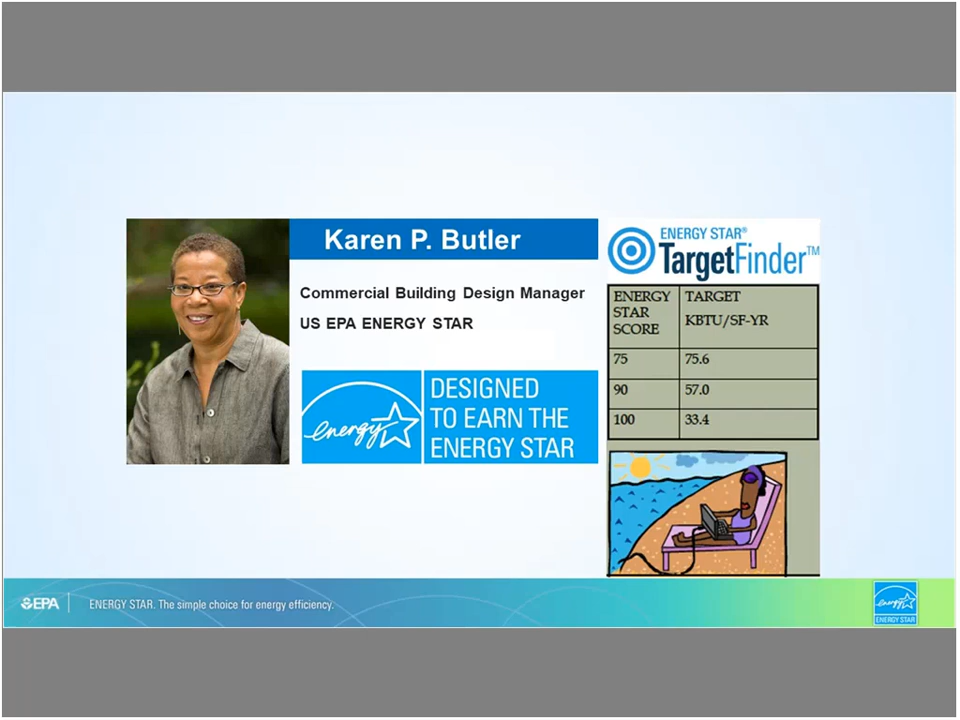 Karen P. Butler
Commercial Building Design Manager
US EPA ENERGY STAR
energy
DESIGNED
TO EARN THE
ENERGY STAR
ENERGY STAR®
TargetFinder™
ENERGY STAR SCORE TARGET KBTU/SF-YR
75 75.6
90 57.0
100 33.4
EPA
ENERGY STAR. The simple choice for energy efficiency.
energy
ENERGY STAR